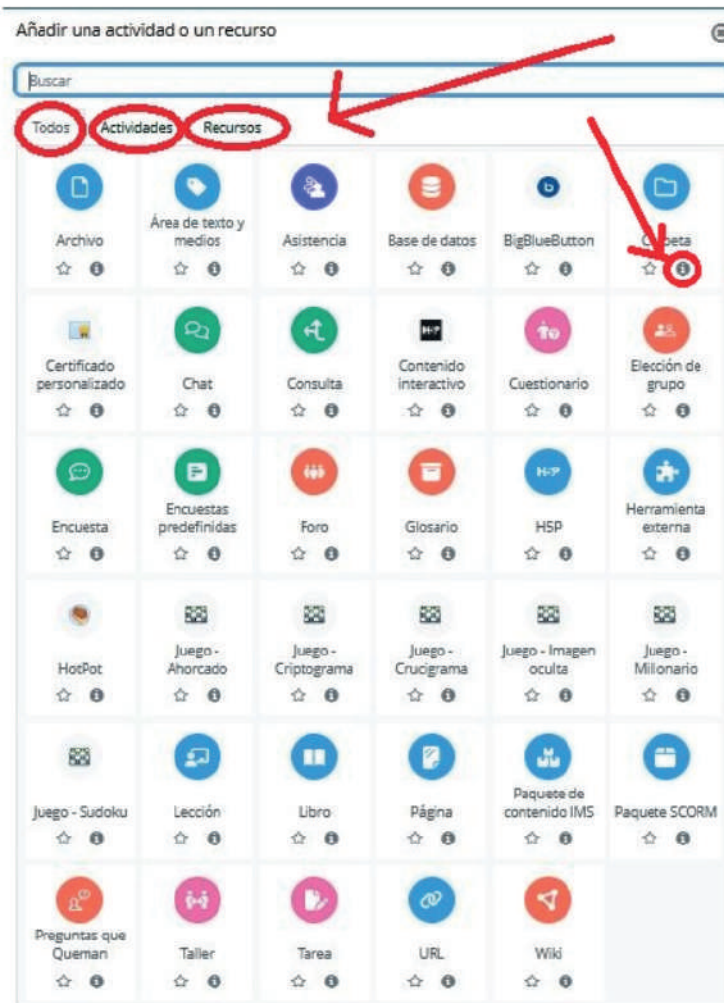 Añadir una actividad o un recurso
Buscar
Todos Actividades Recursos
Archivo
Área de texto y
medios
Asistencia
Base de datos
BigBlueButton
Certificado
personalizado
Chat
Consulta
H-P
Contenido
interactivo
Cuestionario
Elección de
grupo
Encuesta
Encuestas
predefinidas
Foro
Glosario
H-P
H5P
Herramienta
externa
HotPot
Juego -
Ahorcado
Juego -
Criptograma
Juego -
Crucigrama
Juego - Imagen
oculta
Juego -
Millonario
Juego - Sudoku
Lección
Libro
Página
Paquete de
contenido IMS
Paquete SCORM
Preguntas que
Queman
Taller
Tarea
URL
Wiki